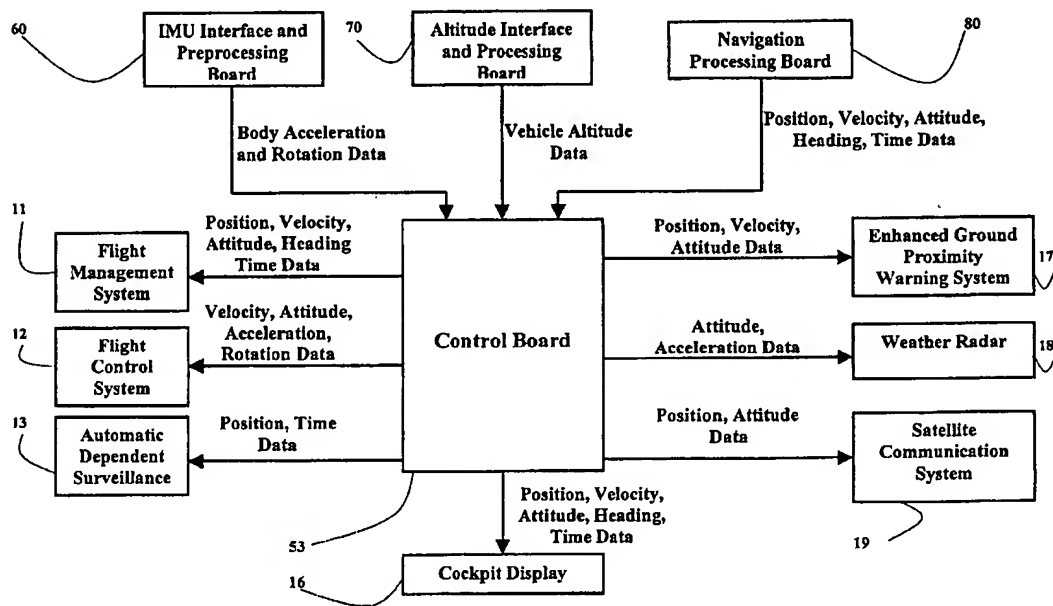 60
IMU Interface and
Preprocessing
Board
70
Altitude Interface
and Processing
Board
Navigation
Processing Board
80
Body Acceleration
and Rotation Data
Vehicle Altitude
Data
Position, Velocity, Attitude,
Heading, Time Data
11
Flight
Management
System
Position, Velocity,
Attitude, Heading
Time Data
12
Flight
Control
System
Velocity, Attitude,
Acceleration,
Rotation Data
13
Automatic
Dependent
Surveillance
Position, Time
Data
Control Board
53
Position, Velocity,
Attitude Data
Enhanced Ground
Proximity
Warning System
17
Attitude,
Acceleration Data
Weather Radar
18
Position, Attitude
Data
Satellite
Communication
System
19
Position, Velocity,
Attitude, Heading,
Time Data
16
Cockpit Display